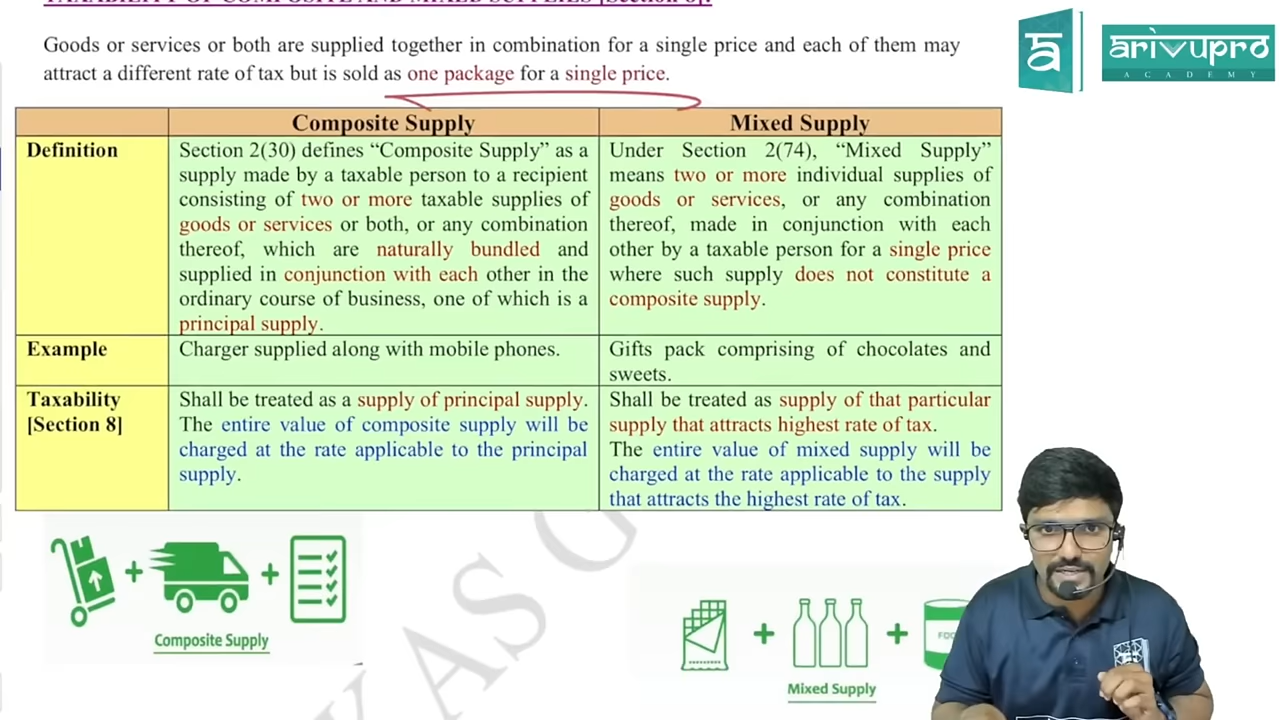 TAXABILITY OF COMPOSITE AND MIXED SUPPLIES [Section 8]:
Goods or services or both are supplied together in combination for a single price and each of them may
attract a different rate of tax but is sold as one package for a single price.
arivupro
ACADEMY
Composite Supply
Mixed Supply
Definition
Section 2(30) defines “Composite Supply” as a
supply made by a taxable person to a recipient
consisting of two or more taxable supplies of
goods or services or both, or any combination
thereof, which are naturally bundled and
supplied in conjunction with each other in the
ordinary course of business, one of which is a
principal supply.
Under Section 2(74), “Mixed Supply”
means two or more individual supplies of
goods or services, or any combination
thereof, made in conjunction with each
other by a taxable person for a single price
where such supply does not constitute a
composite supply.
Example
Charger supplied along with mobile phones.
Gifts pack comprising of chocolates and
sweets.
Taxability
[Section 8]
Shall be treated as a supply of principal supply.
The entire value of composite supply will be
charged at the rate applicable to the principal
supply.
Shall be treated as supply of that particular
supply that attracts highest rate of tax.
The entire value of mixed supply will be
charged at the rate applicable to the supply
that attracts the highest rate of tax.
KAS G
Composite Supply
FOO
Mixed Supply